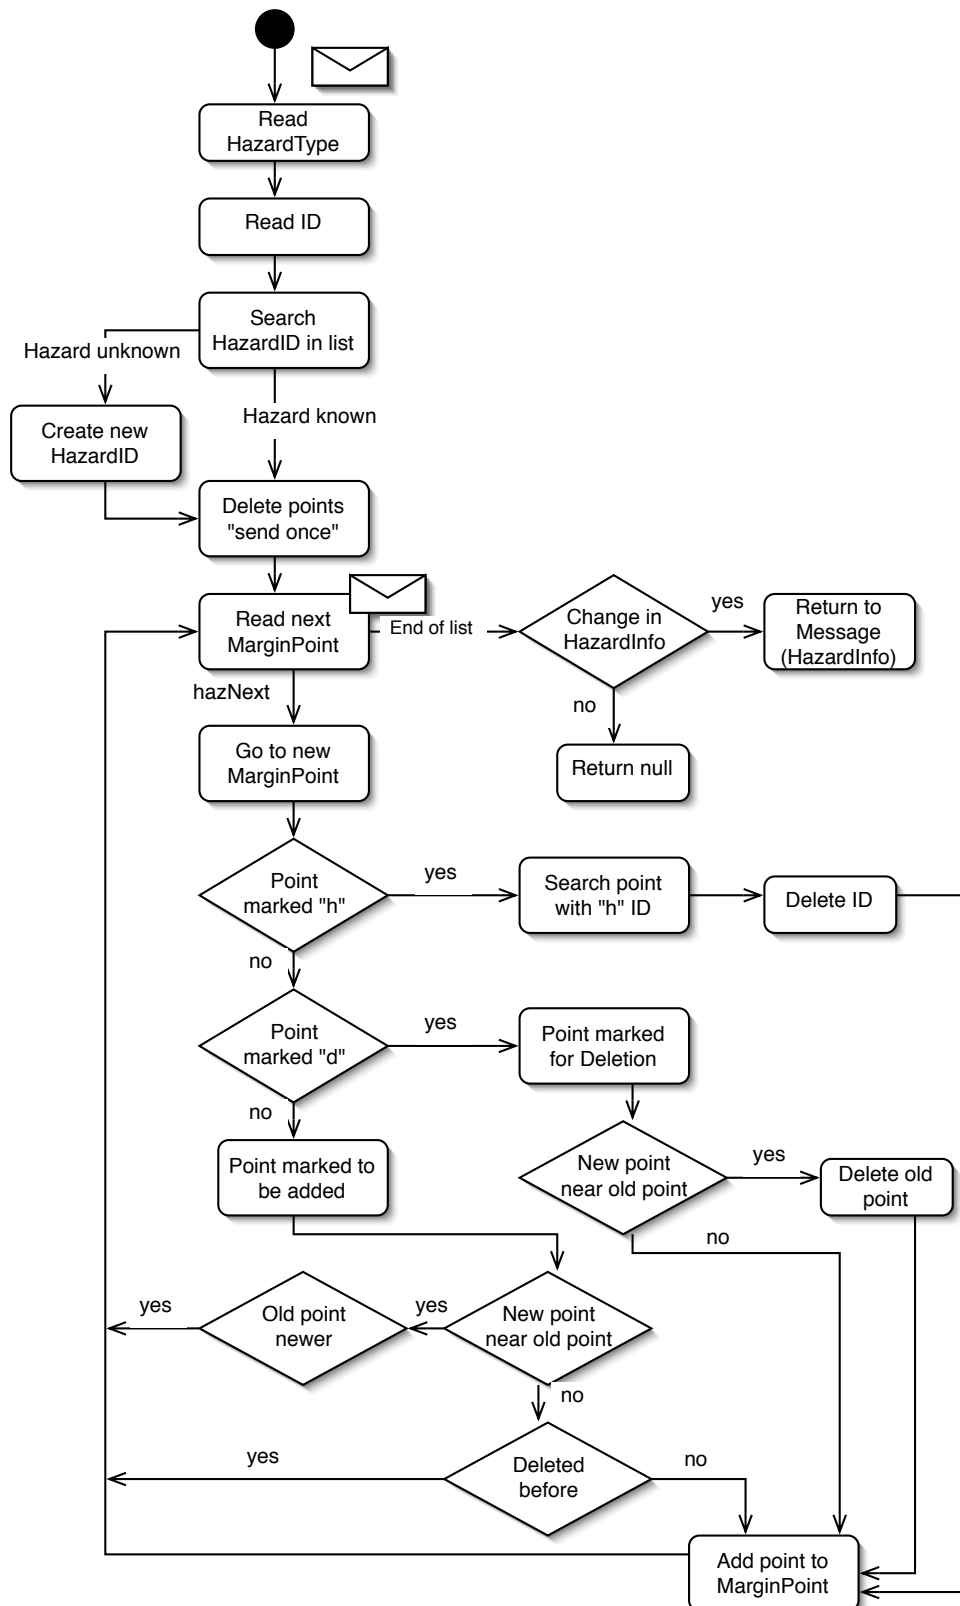 Read
HazardType
Read ID
Search
HazardID in list
Hazard unknown
Hazard known
Create new
HazardID
Delete points
"send once"
Read next
MarginPoint
End of list
Change in
HazardInfo
yes
Return to
Message
(HazardInfo)
hazNext
no
Go to new
MarginPoint
Return null
Point
marked "h"
yes
Search point
with "h" ID
Delete ID
no
Point
marked "d"
yes
Point marked
for Deletion
no
Point marked to
be added
New point
near old point
yes
Delete old
point
no
yes
Old point
newer
yes
New point
near old point
no
yes
Deleted
before
no
Add point to
MarginPoint